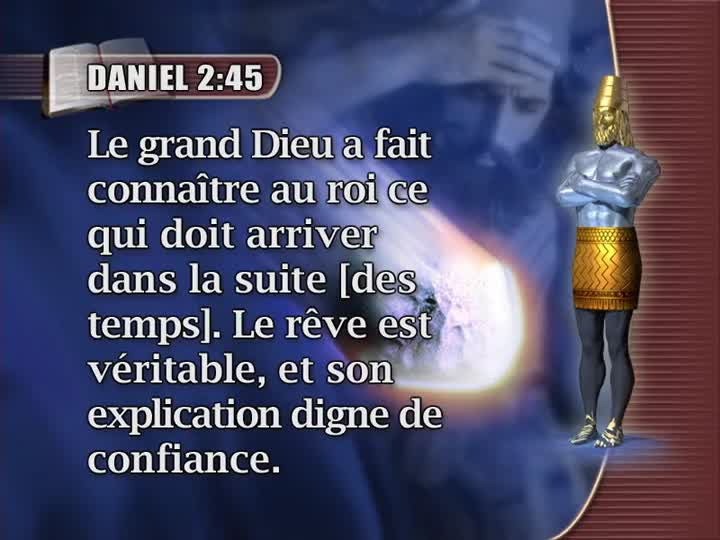 DANIEL 2:45
Le grand Dieu a fait
connaître au roi ce
qui doit arriver
dans la suite [des
temps]. Le rêve est
véritable, et son
explication digne de
confiance.